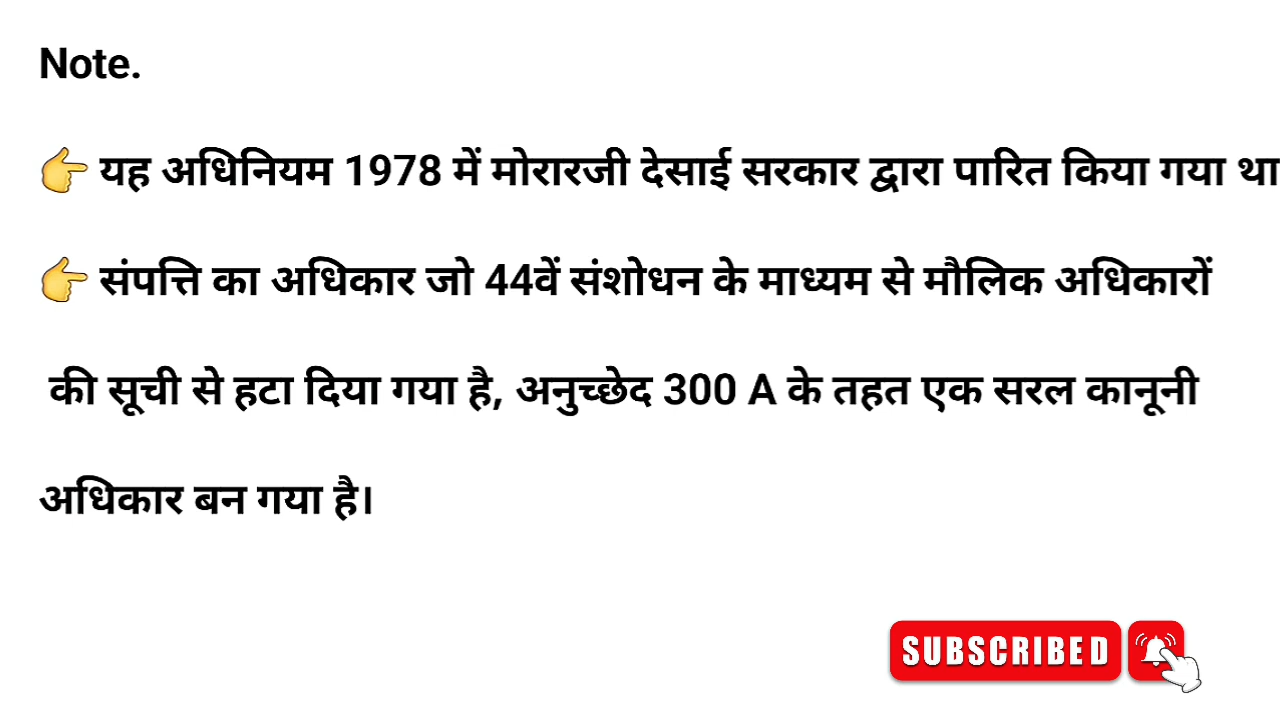 Note.
👉 यह अधिनियम 1978 में मोरारजी देसाई सरकार द्वारा पारित किया गया था
👉 संपत्ति का अधिकार जो 44वें संशोधन के माध्यम से मौलिक अधिकारों
की सूची से हटा दिया गया है, अनुच्छेद 300 A के तहत एक सरल कानूनी
अधिकार बन गया है।
SUBSCRIBED